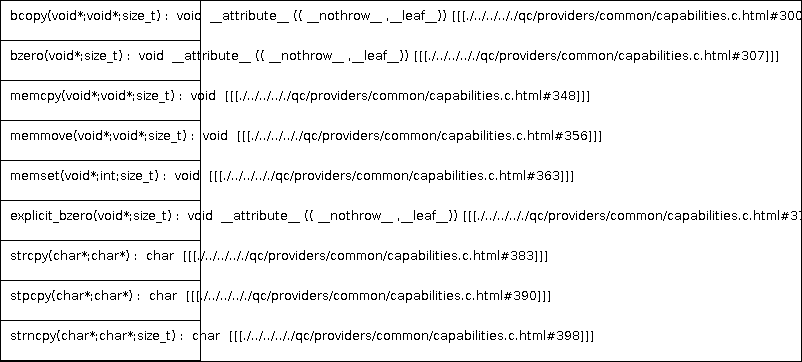 bcopy(void*;void*;size_t) : void __attribute__ (( __nothrow__ ,__leaf__)) [[[./../../../qc/providers/common/capabilities.c.html#300
bzero(void*;size_t) : void __attribute__ (( __nothrow__ ,__leaf__)) [[[./../../../qc/providers/common/capabilities.c.html#307]]]
memcpy(void*;void*;size_t) : void [[[./../../.././qc/providers/common/capabilities.c.html#348]]]
memmove(void*;void*;size_t) : void [[[./../../.././qc/providers/common/capabilities.c.html#356]]]
memset(void*;int;size_t) : void [[[./../../.././qc/providers/common/capabilities.c.html#363]]]
explicit_bzero(void*;size_t) : void __attribute__ (( __nothrow__ ,__leaf__)) [[[./../../.././qc/providers/common/capabilities.c.html#37
strcpy(char*;char*) : char [[[./../../.././qc/providers/common/capabilities.c.html#383]]]
stpcpy(char*;char*) : char [[[./../../.././qc/providers/common/capabilities.c.html#390]]]
strncpy(char*;char*;size_t) : char [[[./../../.././qc/providers/common/capabilities.c.html#398]]]